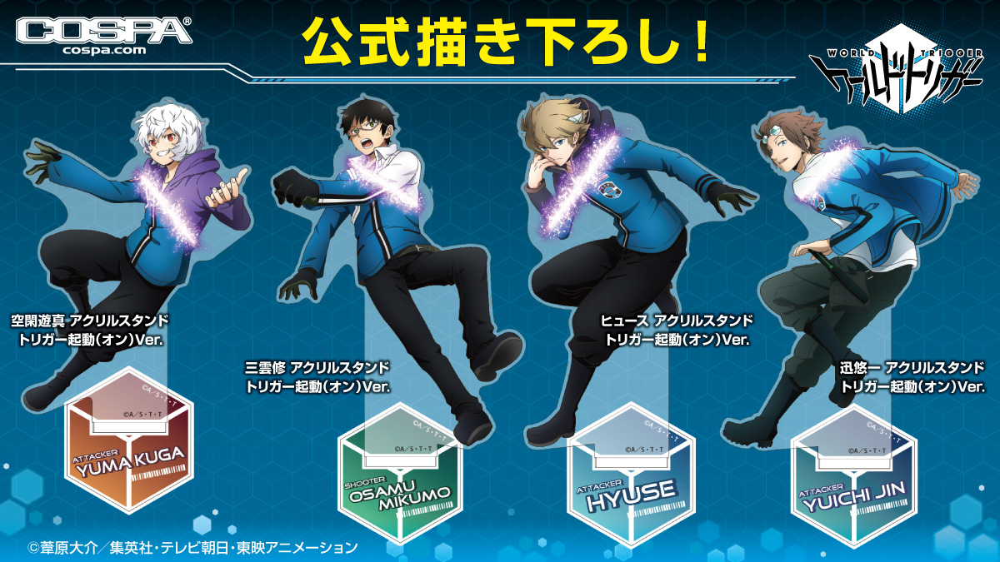 COSPA®
cospa.com
公式描き下ろし！
WORLD TRIGGER
ワールドトリガー
空閑遊真 アクリルスタンド
トリガー起動（オン）Ver.
三雲修 アクリルスタンド
トリガー起動（オン）Ver.
ヒュース アクリルスタンド
トリガー起動（オン）Ver.
迅悠一 アクリルスタンド
トリガー起動（オン）Ver.
©A／S・T・T
©A／S・T・T
ATTACKER
YUMA KUGA
©A／S・T・T
©A／S・T・T
SHOOTER
OSAMU
MIKUMO
©A／S・T・T
©A／S・T・T
ATTACKER
HYUSE
©A／S・T・T
©A／S・T・T
ATTACKER
YUICHI JIN
©葦原大介／集英社・テレビ朝日・東映アニメーション